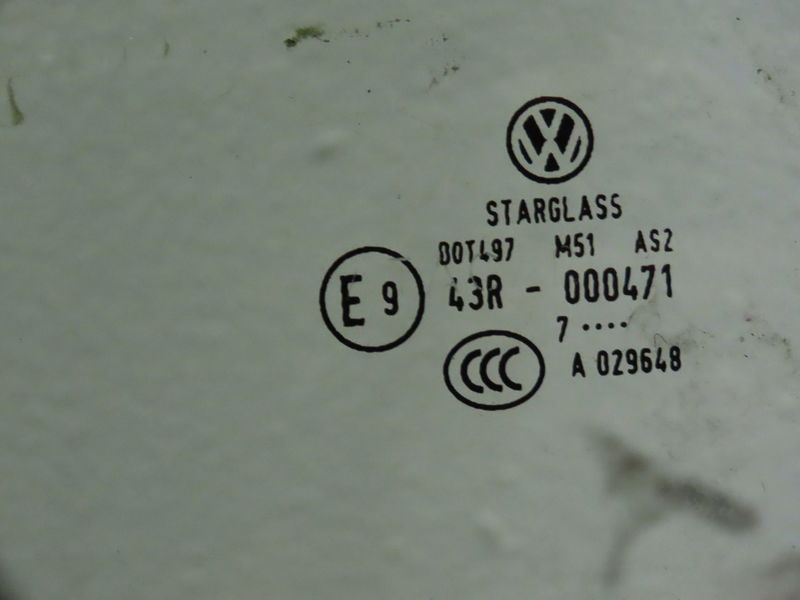 STARGLASS
DOT497 M51 AS2
E 9 43R - 000471
7 ····
CCC A 029648